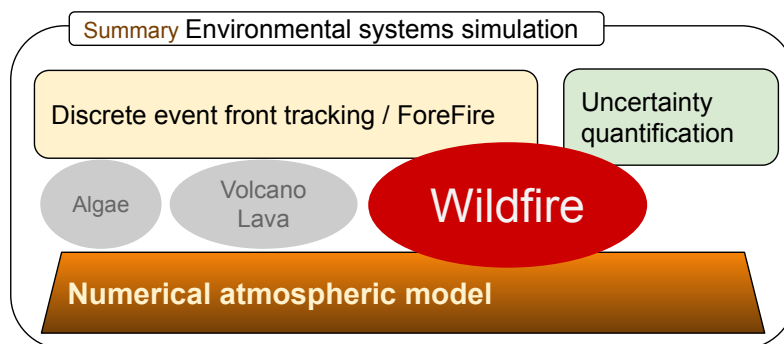 Summary Environmental systems simulation
Discrete event front tracking / ForeFire
Uncertainty
quantification
Algae
Volcano
Lava
Wildfire
Numerical atmospheric model